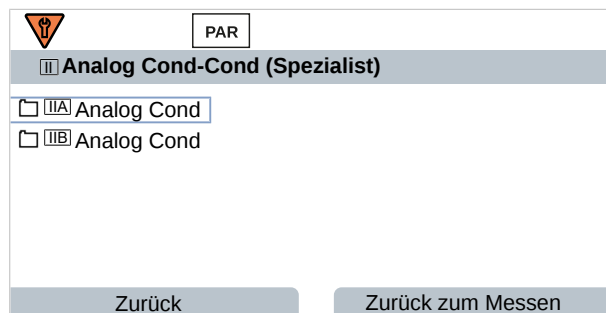 PAR
II Analog Cond-Cond (Spezialist)
IIA Analog Cond
IIB Analog Cond
Zurück Zurück zum Messen